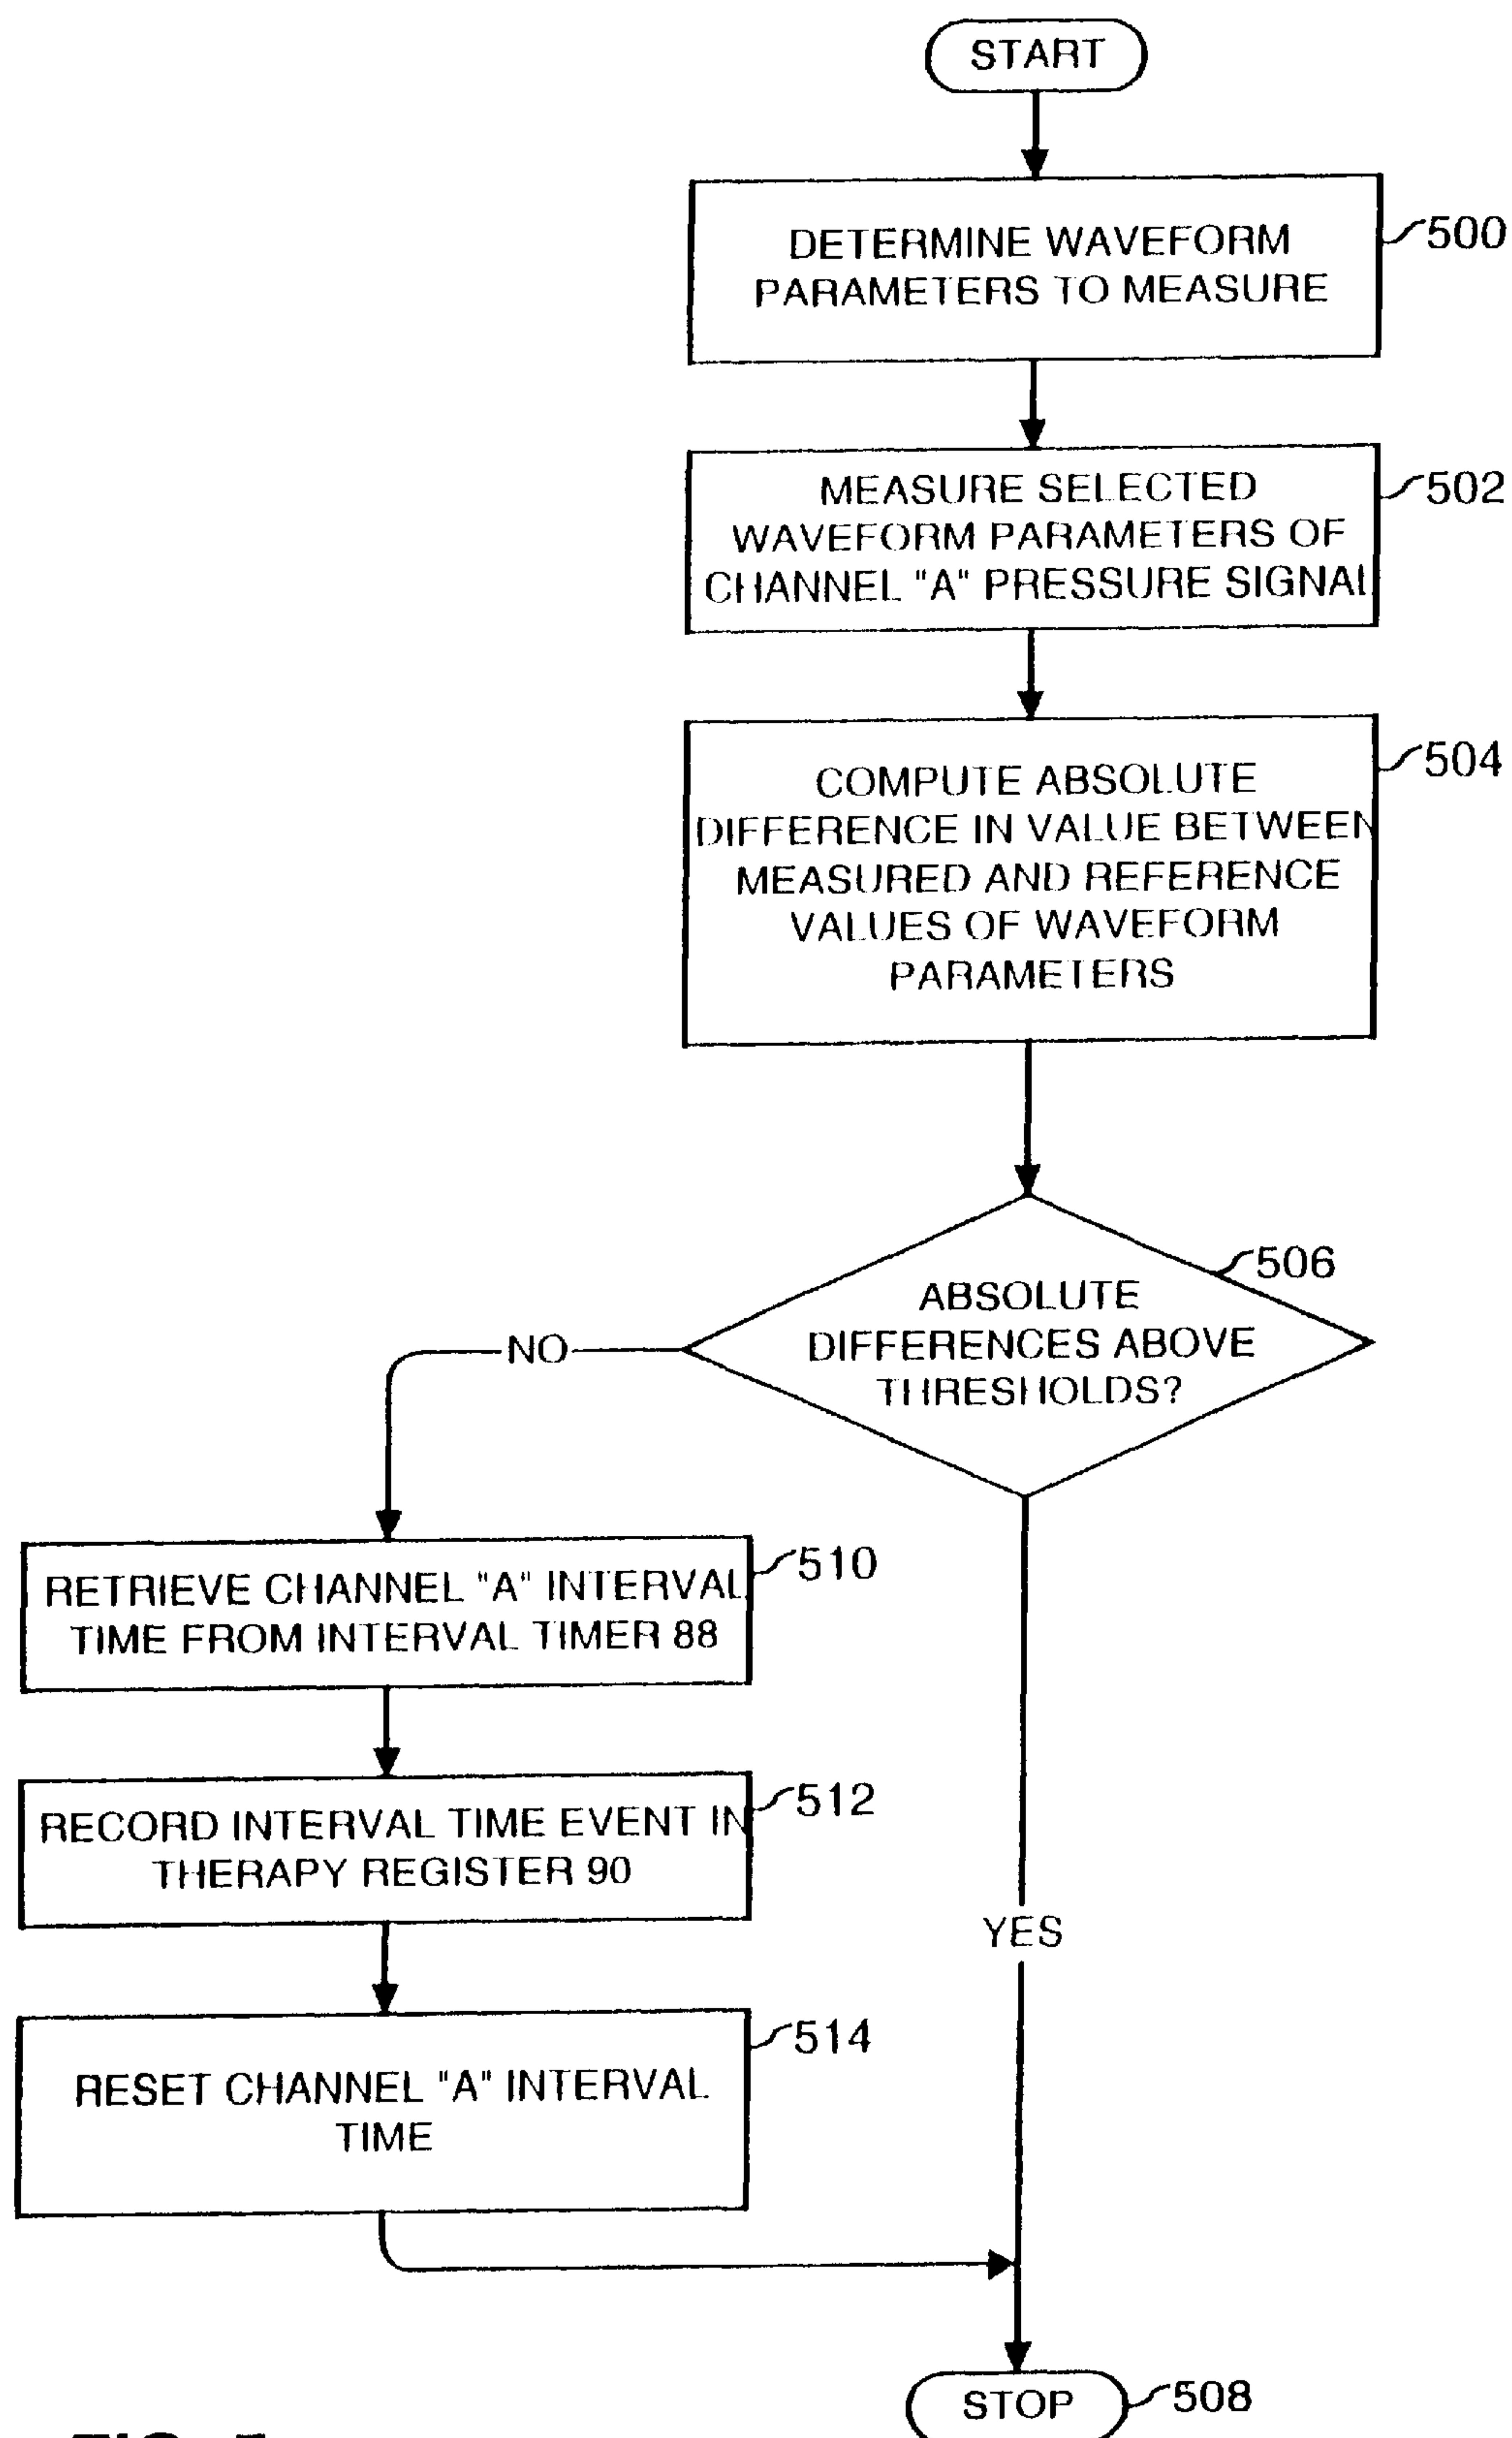 START
DETERMINE WAVEFORM
PARAMETERS TO MEASURE
500
MEASURE SELECTED
WAVEFORM PARAMETERS OF
CHANNEL "A" PRESSURE SIGNAL
502
COMPUTE ABSOLUTE
DIFFERENCE IN VALUE BETWEEN
MEASURED AND REFERENCE
VALUES OF WAVEFORM
PARAMETERS
504
506
ABSOLUTE
DIFFERENCES ABOVE
THRESHOLDS?
NO
RETRIEVE CHANNEL "A" INTERVAL
TIME FROM INTERVAL TIMER 88
510
RECORD INTERVAL TIME EVENT IN
THERAPY REGISTER 90
512
YES
RESET CHANNEL "A" INTERVAL
TIME
514
STOP
508